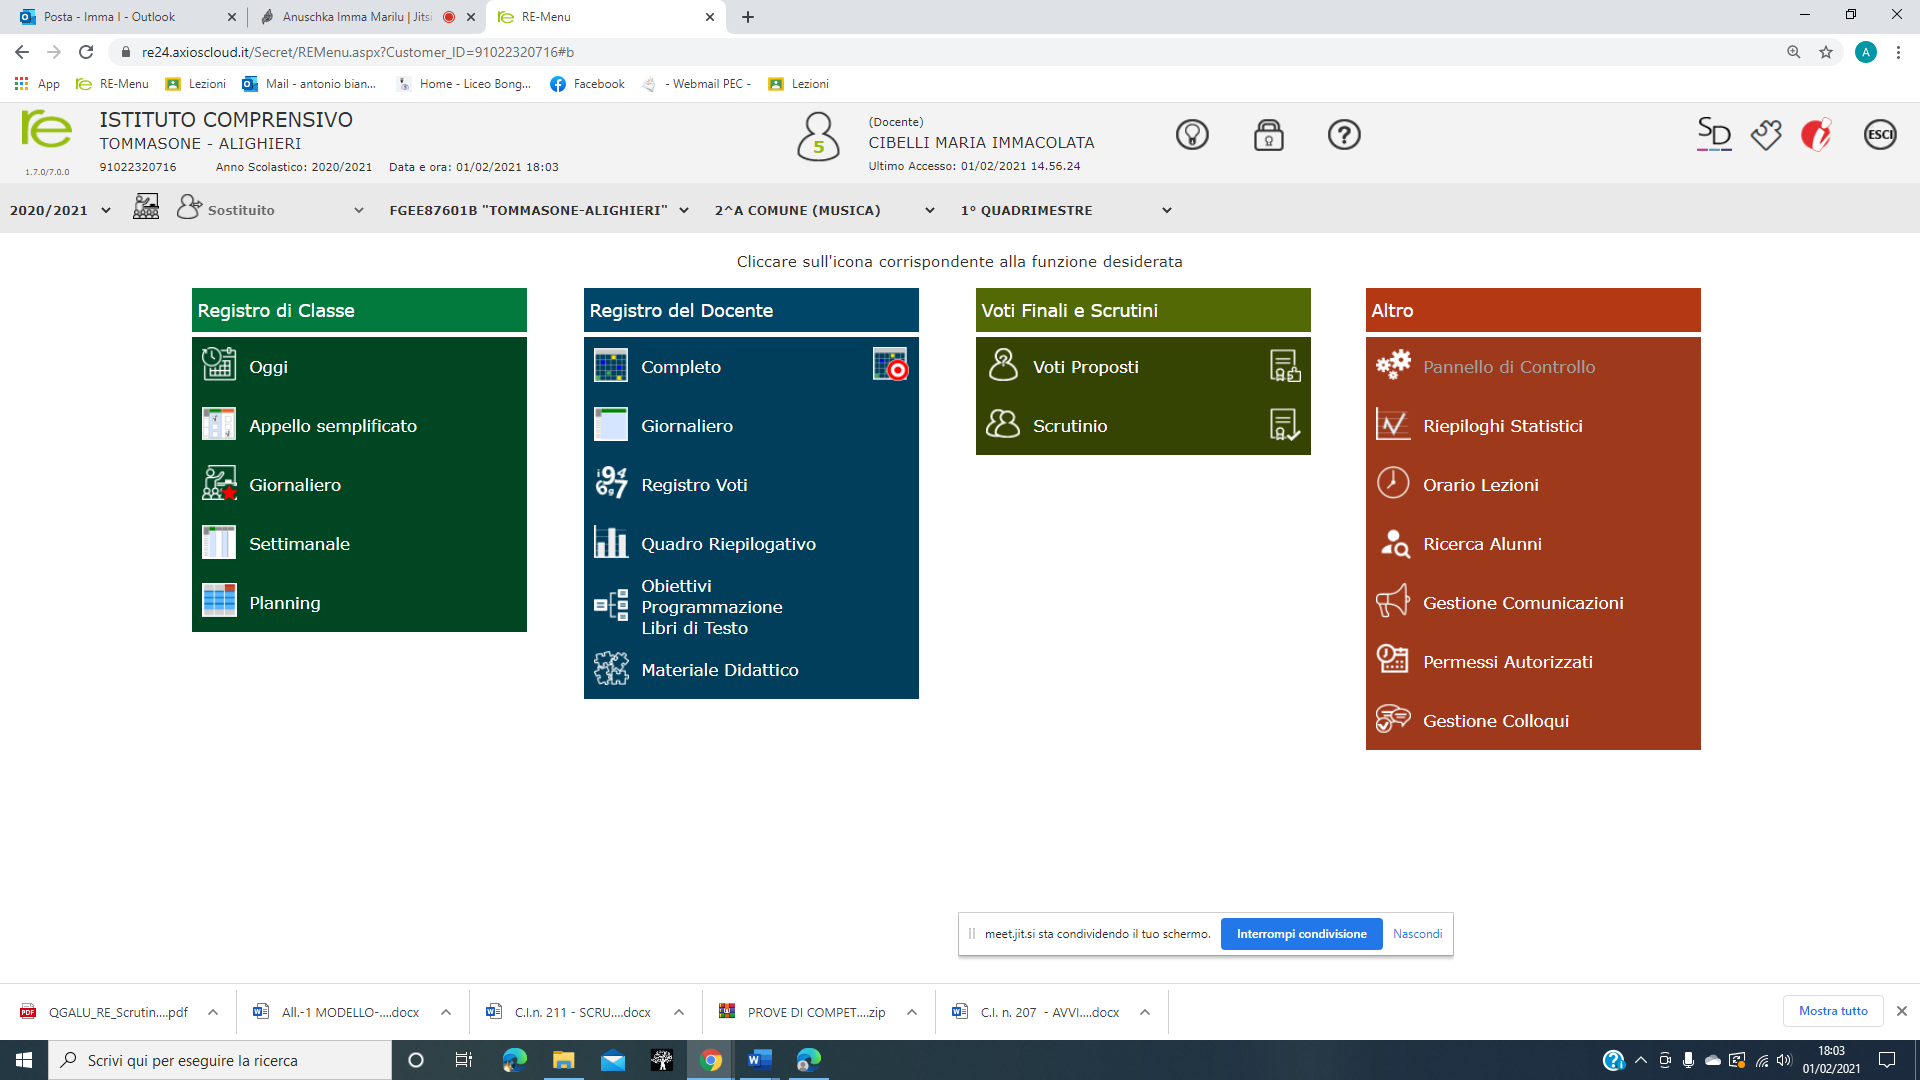 Posta - Imma I - Outlook
Anuschka Imma Marilu | Jitsi
RE-Menu
re24.axioscloud.it/Secret/REMenu.aspx?Customer_ID=91022320716#b
A
App
RE-Menu
Lezioni
Mail - antonio bian...
Home - Liceo Bong...
Facebook
- Webmail PEC -
Lezioni
re
1.7.0/7.0.0
ISTITUTO COMPRENSIVO
TOMMASONE - ALIGHIERI
91022320716 Anno Scolastico: 2020/2021 Data e ora: 01/02/2021 18:03
5
(Docente)
CIBELLI MARIA IMMACOLATA
Ultimo Accesso: 01/02/2021 14.56.24
SD
ESCI
2020/2021
Sostituito
FGEE87601B "TOMMASONE-ALIGHIERI"
2^A COMUNE (MUSICA)
1° QUADRIMESTRE
Cliccare sull'icona corrispondente alla funzione desiderata
Registro di Classe
Oggi
Appello semplificato
Giornaliero
Settimanale
Planning
Registro del Docente
Completo
Giornaliero
Registro Voti
Quadro Riepilogativo
Obiettivi
Programmazione
Libri di Testo
Materiale Didattico
Voti Finali e Scrutini
Voti Proposti
Scrutinio
Altro
Pannello di Controllo
Riepiloghi Statistici
Orario Lezioni
Ricerca Alunni
Gestione Comunicazioni
Permessi Autorizzati
Gestione Colloqui
meet.jit.si sta condividendo il tuo schermo.
Interrompi condivisione
Nascondi
QGALU_RE_Scrutin....pdf
All.-1 MODELLO-....docx
C.I.n. 211 - SCRU....docx
PROVE DI COMPET....zip
C.I. n. 207 - AVVI....docx
Mostra tutto
Scrivi qui per eseguire la ricerca
18:03
01/02/2021